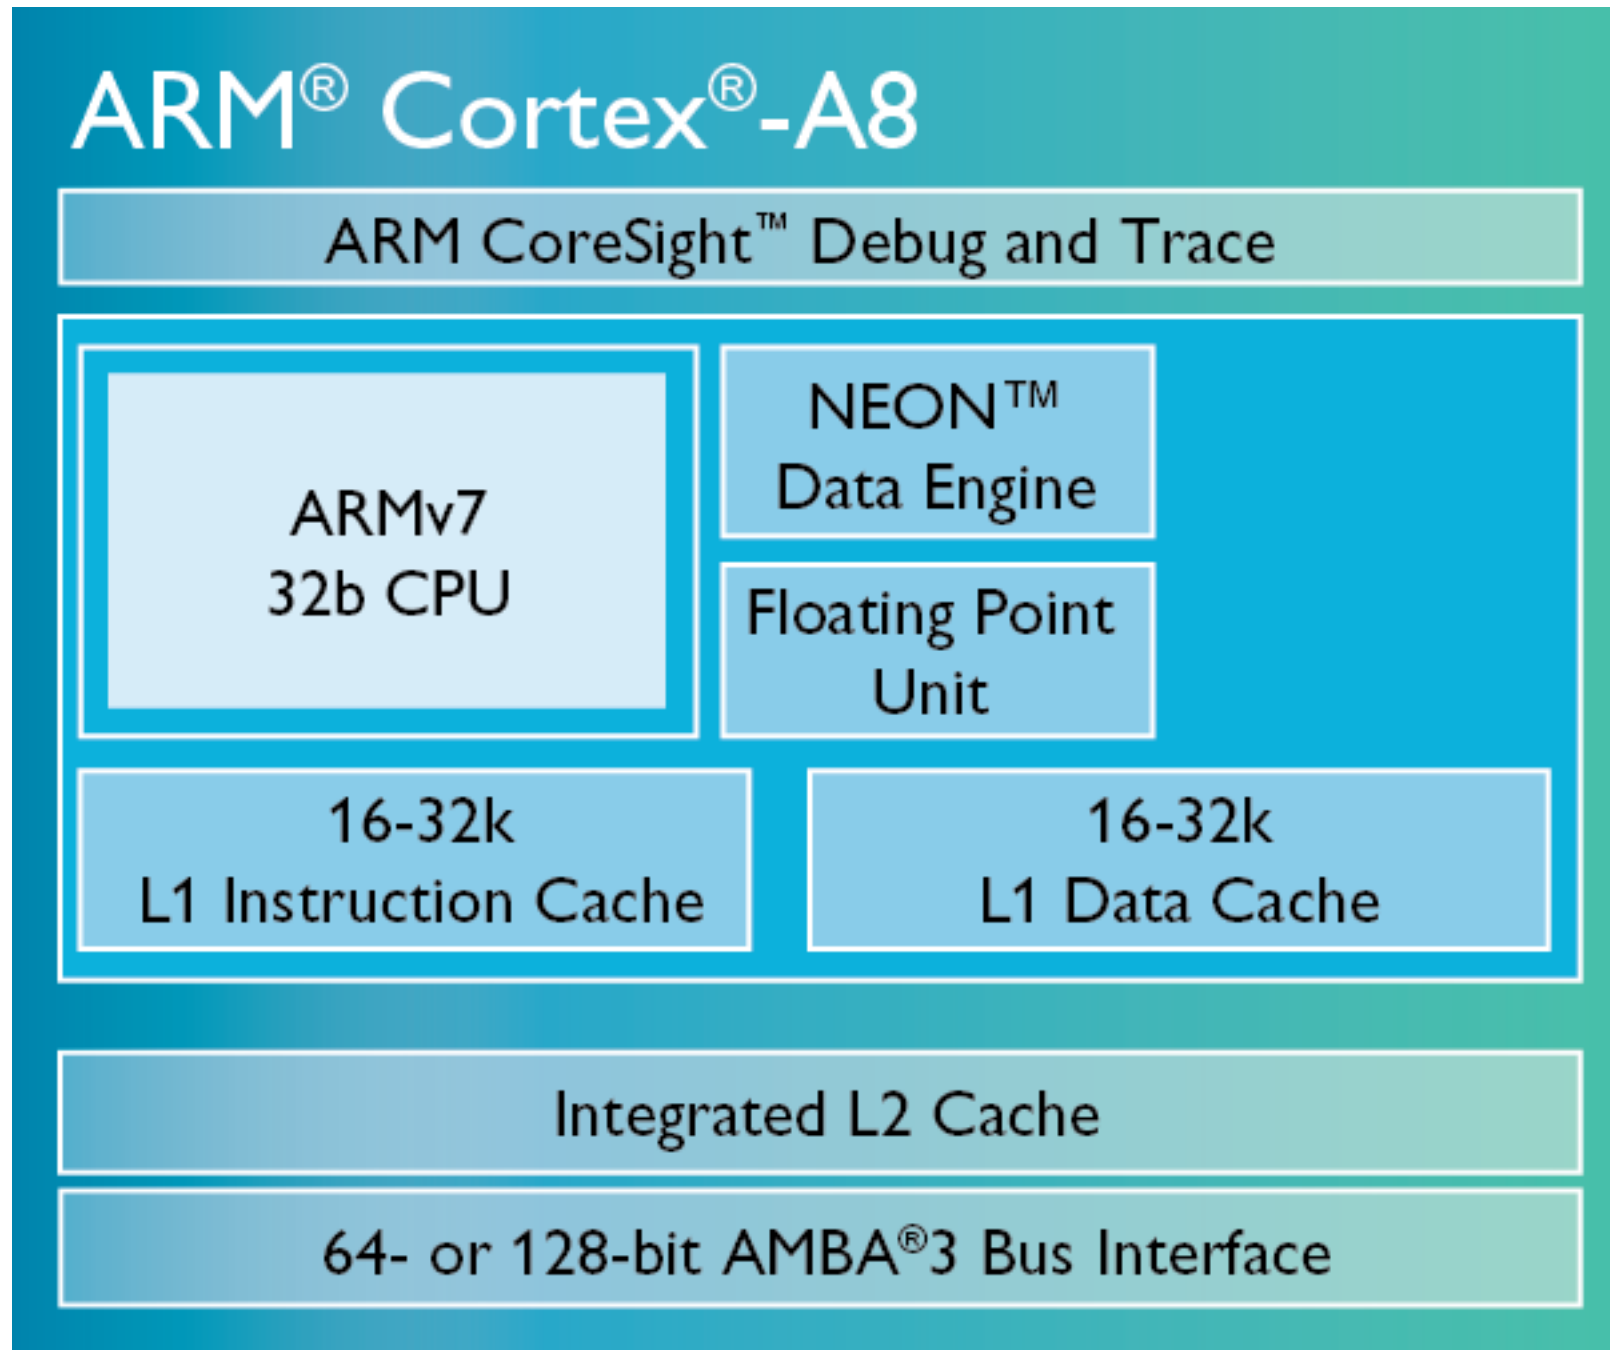 ARM® Cortex®-A8
ARM CoreSight™ Debug and Trace
ARMv7
32b CPU
NEON™
Data Engine
Floating Point
Unit
16-32k
L1 Instruction Cache
16-32k
L1 Data Cache
Integrated L2 Cache
64- or 128-bit AMBA®3 Bus Interface